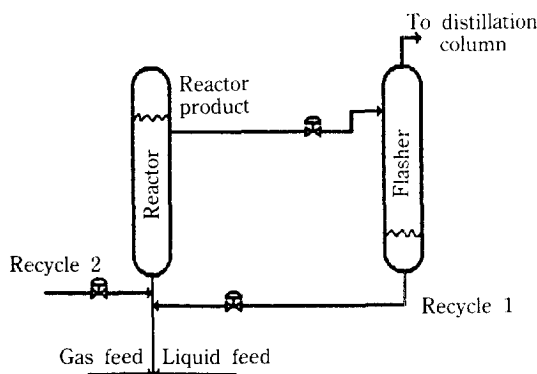 To distillation
column
Reactor
product
Reactor
Flasher
Recycle 2
Recycle 1
Gas feed
Liquid feed